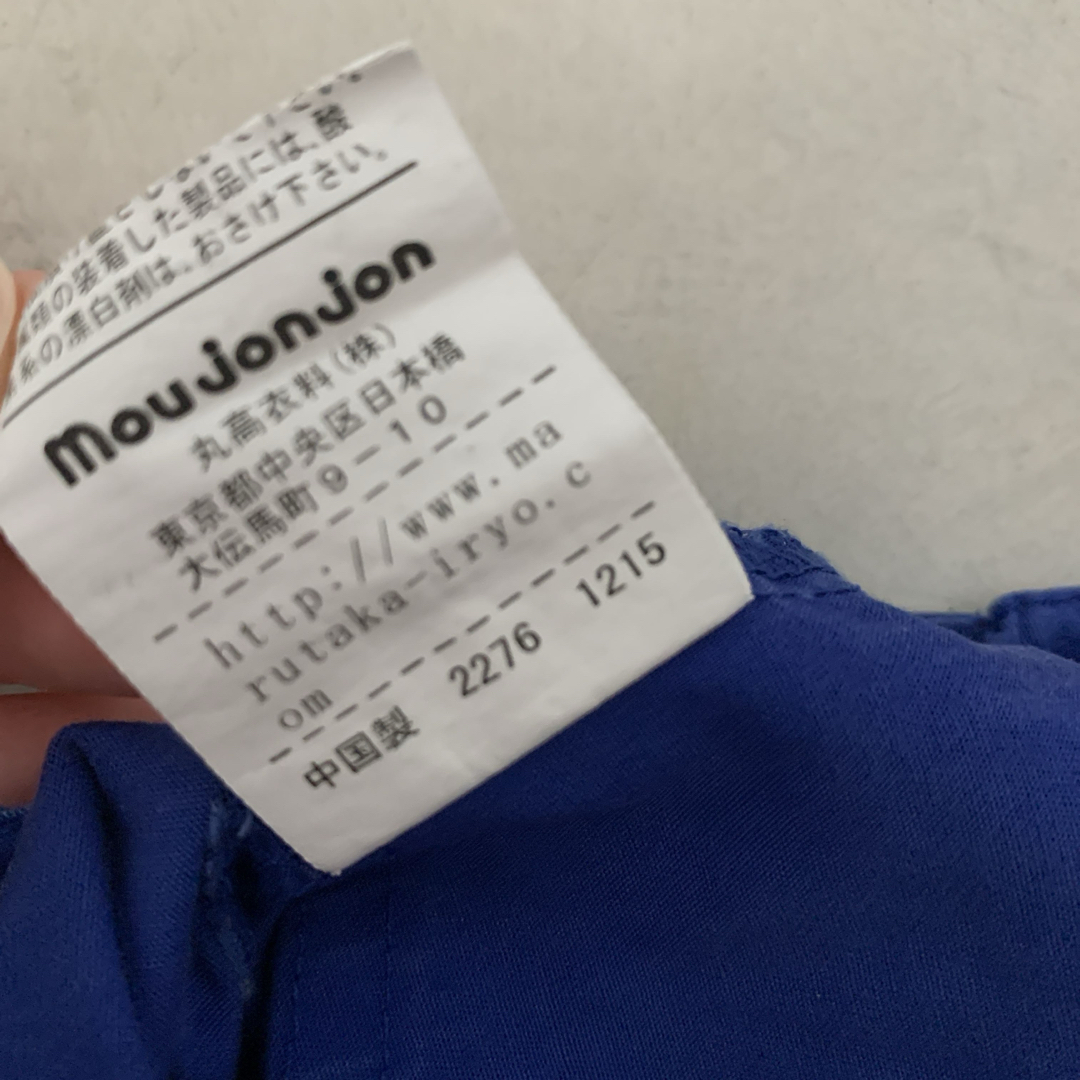 の装着した製品には、酸
系の漂白剤は、おさけ下さい。
moujonjon
丸高衣料(株)
東京都中央区日本橋
大伝馬町9-10
http://www.ma
rutaka-iryo.c
om
中国製 2276 1215